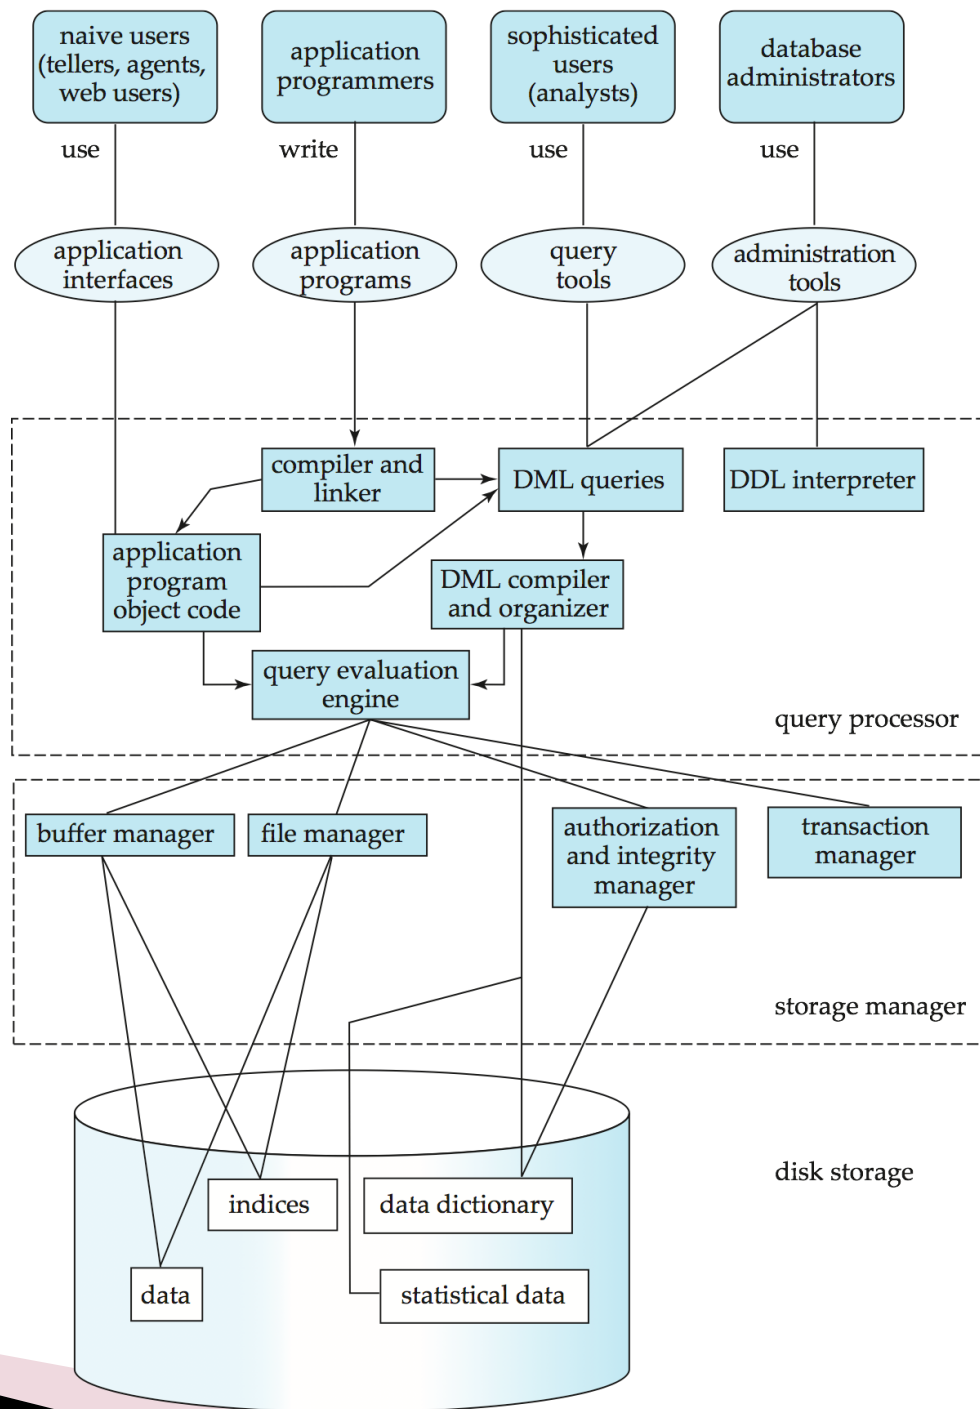 naive users
(tellers, agents,
web users)
application
programmers
sophisticated
users
(analysts)
database
administrators
use
write
use
use
application
interfaces
application
programs
query
tools
administration
tools
compiler and
linker
DML queries
DDL interpreter
application
program
object code
DML compiler
and organizer
query evaluation
engine
query processor
buffer manager
file manager
authorization
and integrity
manager
transaction
manager
storage manager
disk storage
indices
data dictionary
data
statistical data